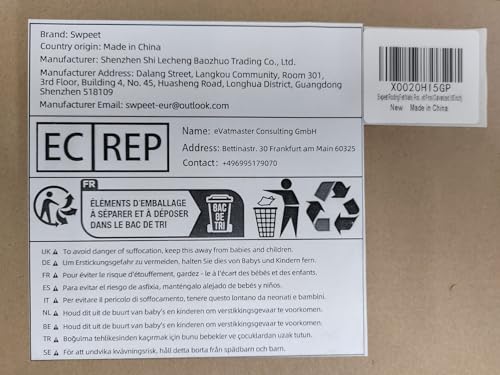 Brand: Swpeet
Country origin: Made in China
Manufacturer: Shenzhen Shi Lecheng Baozhuo Trading Co., Ltd.
Manufacturer Address: Dalang Street, Langkou Community, Room 301,
3rd Floor, Building 4, No. 45, Huasheng Road, Longhua District, Guangdong
Shenzhen 518109
Manufacturer Email: swpeet-eur@outlook.com
X0020HI5GP
New Made in China
EC REP
Name: eVatmaster Consulting GmbH
Address: Bettinastr. 30 Frankfurt am Main 60325
Contact: +496995179070
FR
ÉLÉMENTS D'EMBALLAGE
À SÉPARER ET À DÉPOSER
DANS LE BAC DE TRI
BAC
DE
TRI
UK To avoid danger of suffocation, keep this away from babies and children.
DE Um Erstickungsgefahr zu vermeiden, halten Sie dies von Babys und Kindern fern.
FR Pour éviter le risque d'étouffement, gardez - le à l'écart des bébés et des enfants.
ES Para evitar el riesgo de asfixia, manténgalo alejado de bebés y niños.
IT Per evitare il pericolo di soffocamento, tenere questo lontano da neonati e bambini.
NL Houd dit uit de buurt van baby's en kinderen om verstikkingsgevaar te voorkomen.
BE Houd dit uit de buurt van baby's en kinderen om verstikkingsgevaar te voorkomen.
TR Boğulma tehlikesinden kaçırmak için bunu bebekler ve çocuklardan uzak tutun.
SE För att undvika kvävningsrisk, håll detta borta från spädbarn och barn.